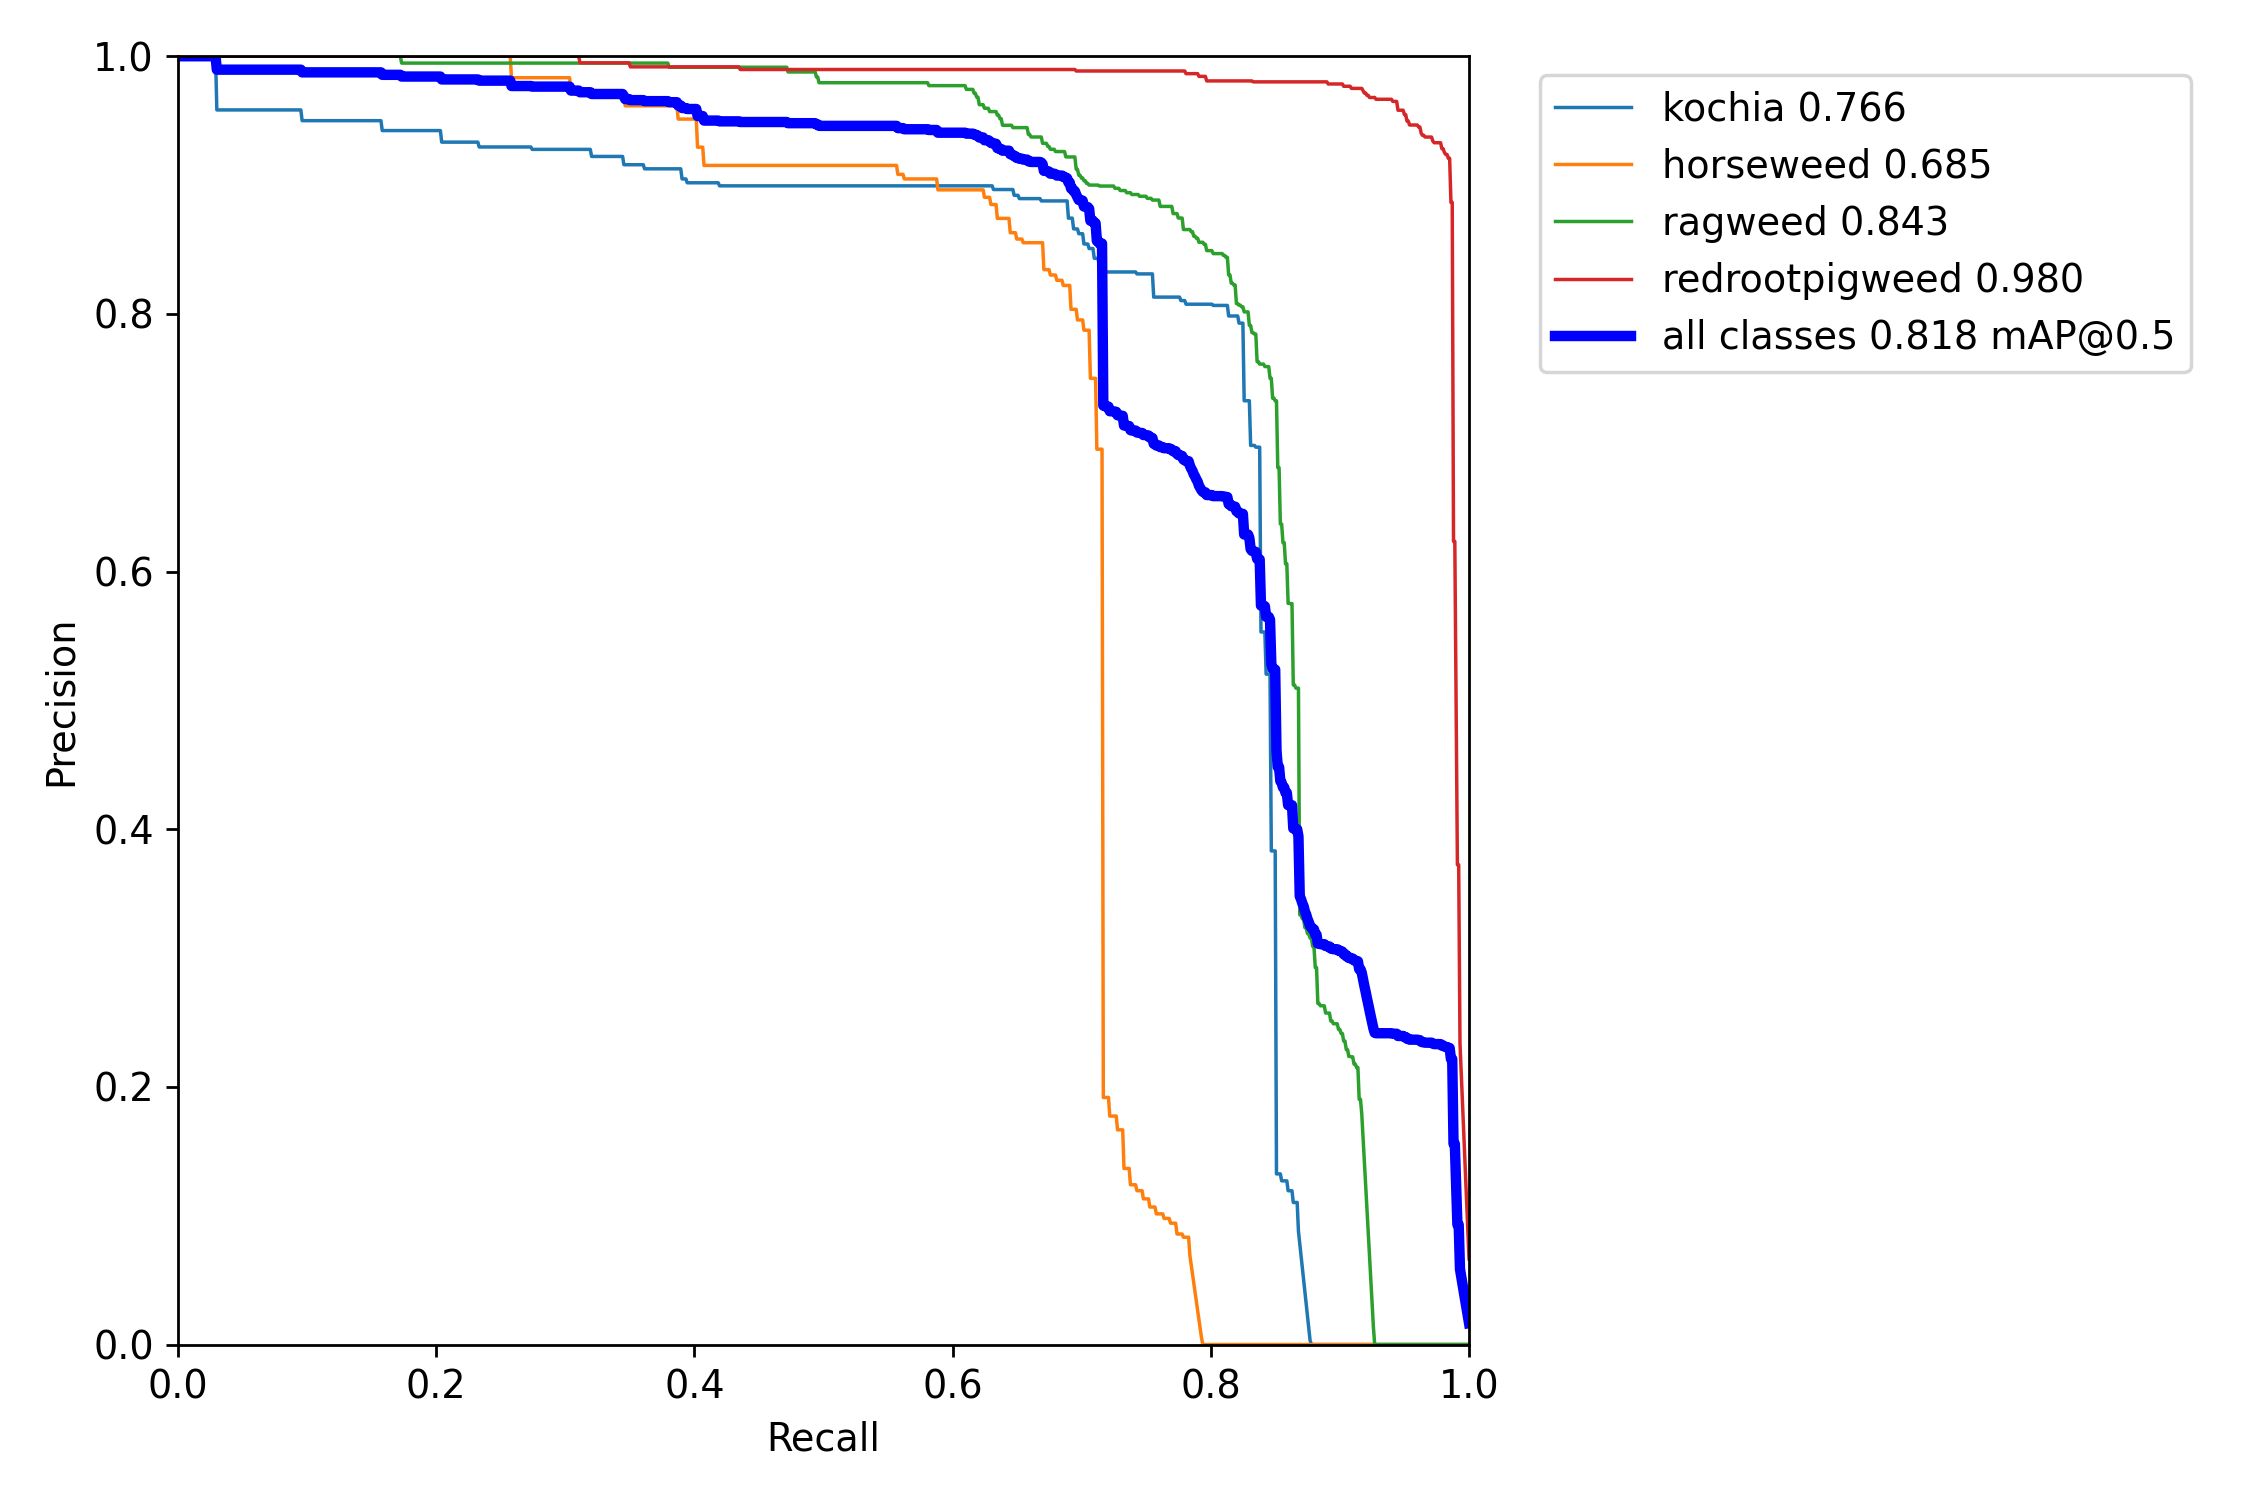 1.0
0.8
0.6
0.4
0.2
0.0
Precision
0.0 0.2 0.4 0.6 0.8 1.0
Recall
kochia 0.766
horseweed 0.685
ragweed 0.843
redrootpigweed 0.980
all classes 0.818 mAP@0.5